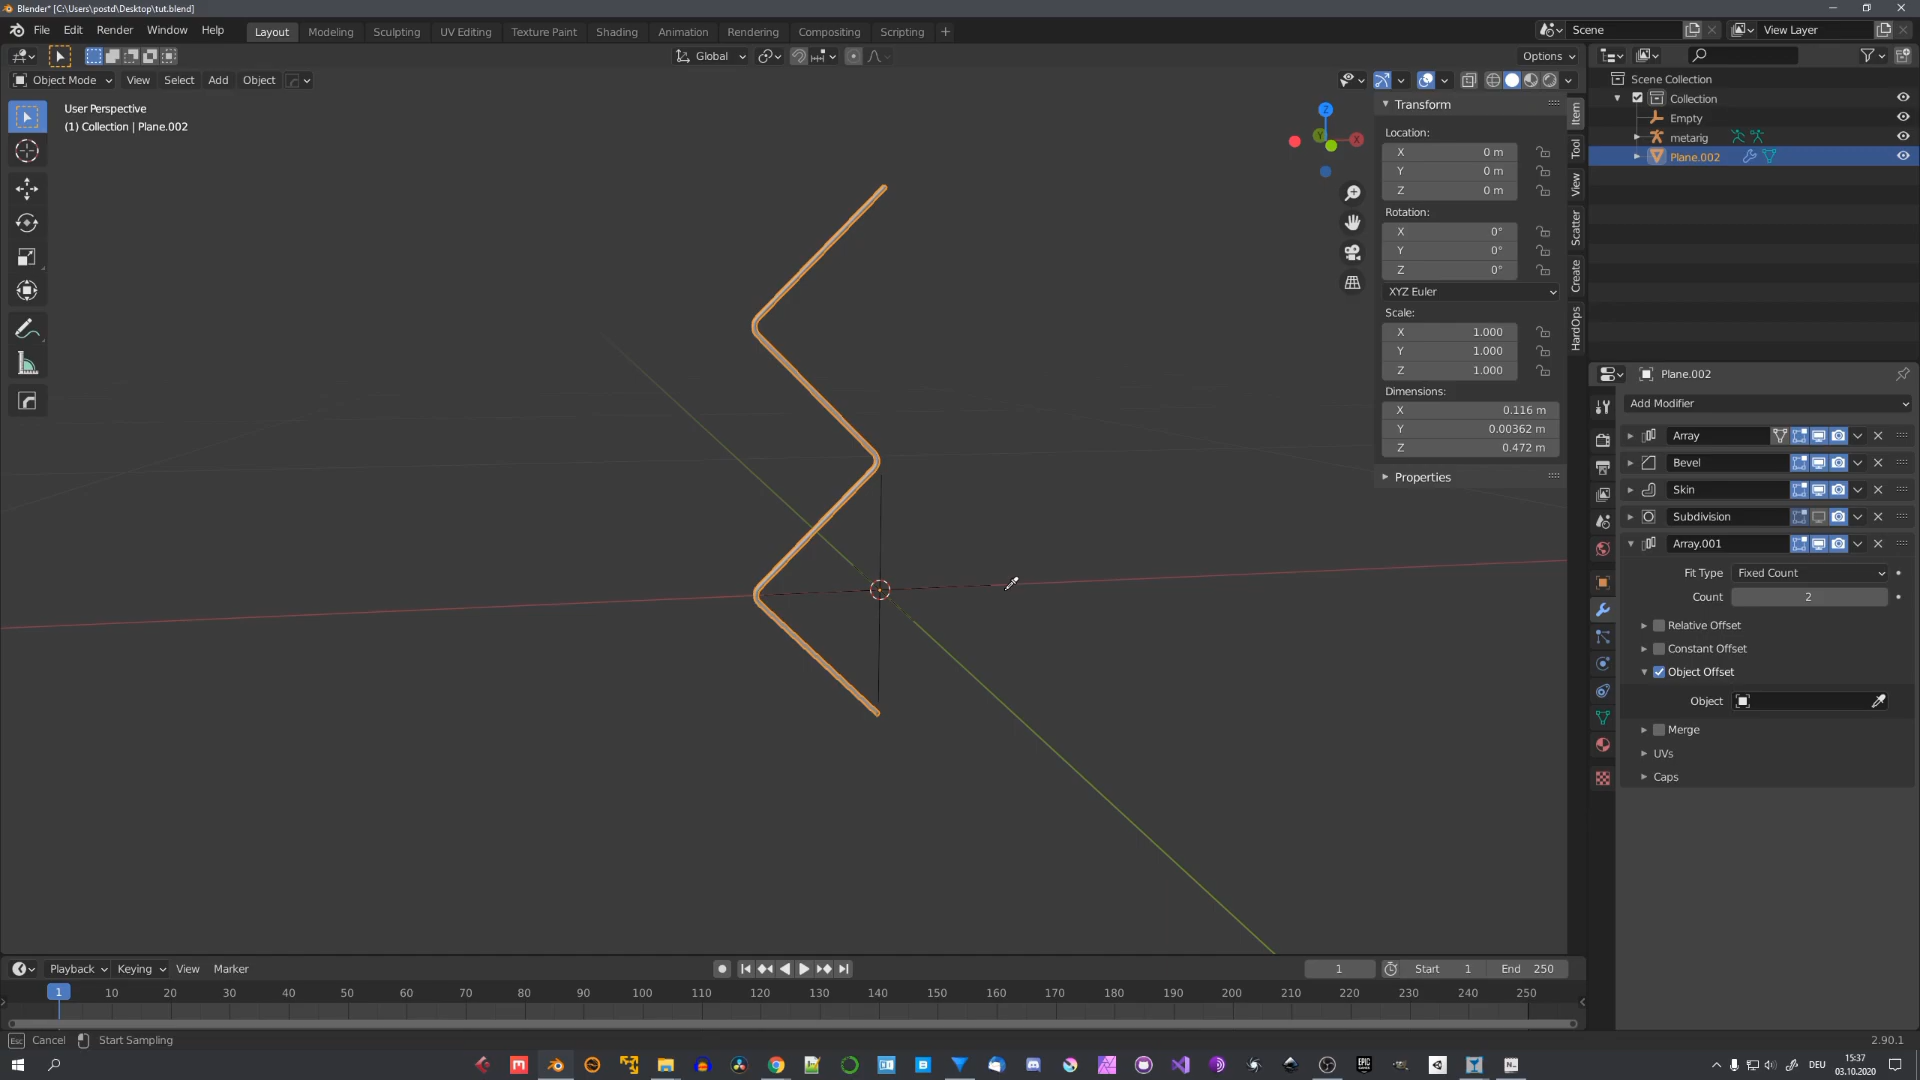 Blender* [C:\Users\postd\Desktop\tut.blend]
File Edit Render Window Help Layout Modeling Sculpting UV Editing Texture Paint Shading Animation Rendering Compositing Scripting + Scene View Layer
Global Options
Object Mode View Select Add Object
User Perspective
(1) Collection | Plane.002
Z
Y
X
Transform
Location:
X 0 m
Y 0 m
Z 0 m
Rotation:
X 0°
Y 0°
Z 0°
XYZ Euler
Scale:
X 1.000
Y 1.000
Z 1.000
Dimensions:
X 0.116 m
Y 0.00362 m
Z 0.472 m
Properties
Item
Tool
View
Scatter
Create
HardOps
Scene Collection
Collection
Empty
metarig
Plane.002
Plane.002
Add Modifier
Array
Bevel
Skin
Subdivision
Array.001
Fit Type Fixed Count
Count 2
Relative Offset
Constant Offset
Object Offset
Object
Merge
UVs
Caps
Playback Keying View Marker 1 Start 1 End 250
1 10 20 30 40 50 60 70 80 90 100 110 120 130 140 150 160 170 180 190 200 210 220 230 240 250
Esc Cancel Start Sampling 2.90.1
DEU 15:37
03.10.2020